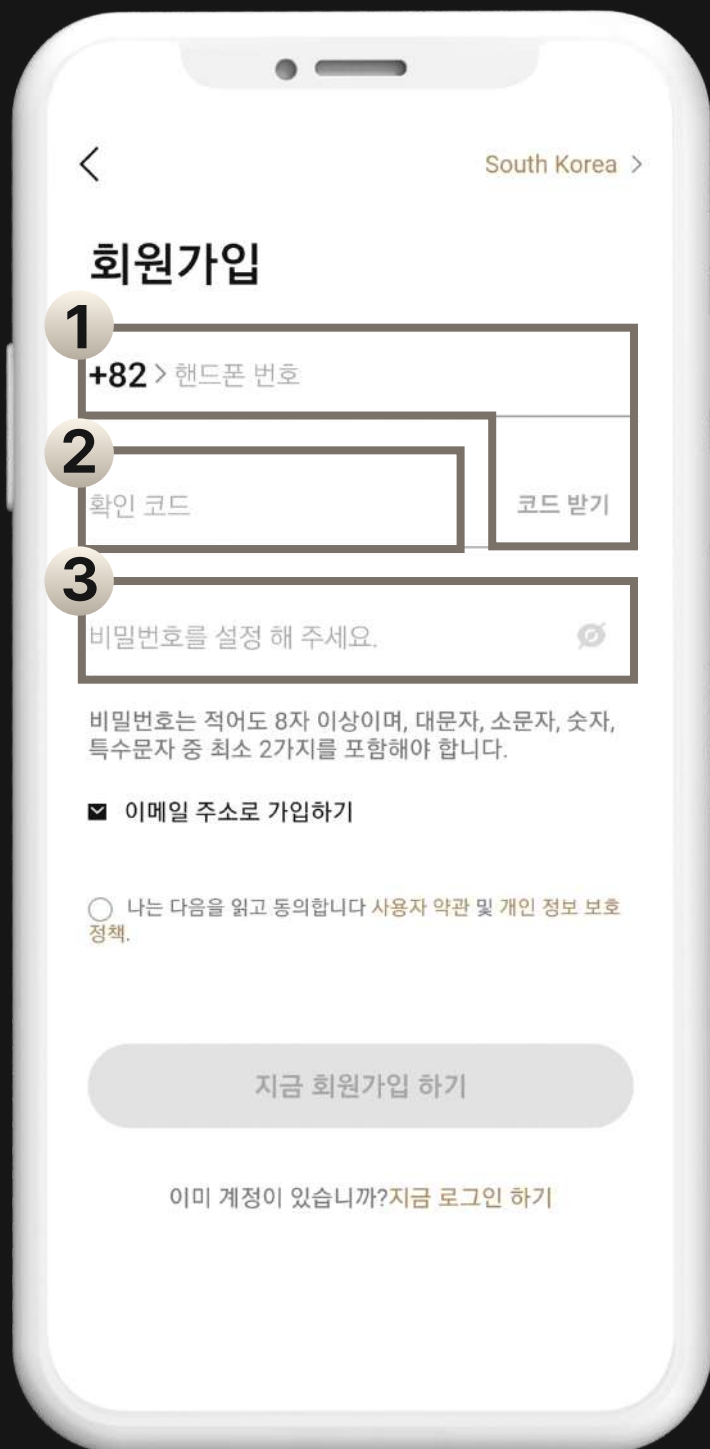 South Korea >
회원가입
1
+82 > 핸드폰 번호
2
확인 코드
코드 받기
3
비밀번호를 설정 해 주세요.
비밀번호는 적어도 8자 이상이며, 대문자, 소문자, 숫자,
특수문자 중 최소 2가지를 포함해야 합니다.
이메일 주소로 가입하기
나는 다음을 읽고 동의합니다 사용자 약관 및 개인 정보 보호
정책.
지금 회원가입 하기
이미 계정이 있습니까?지금 로그인 하기